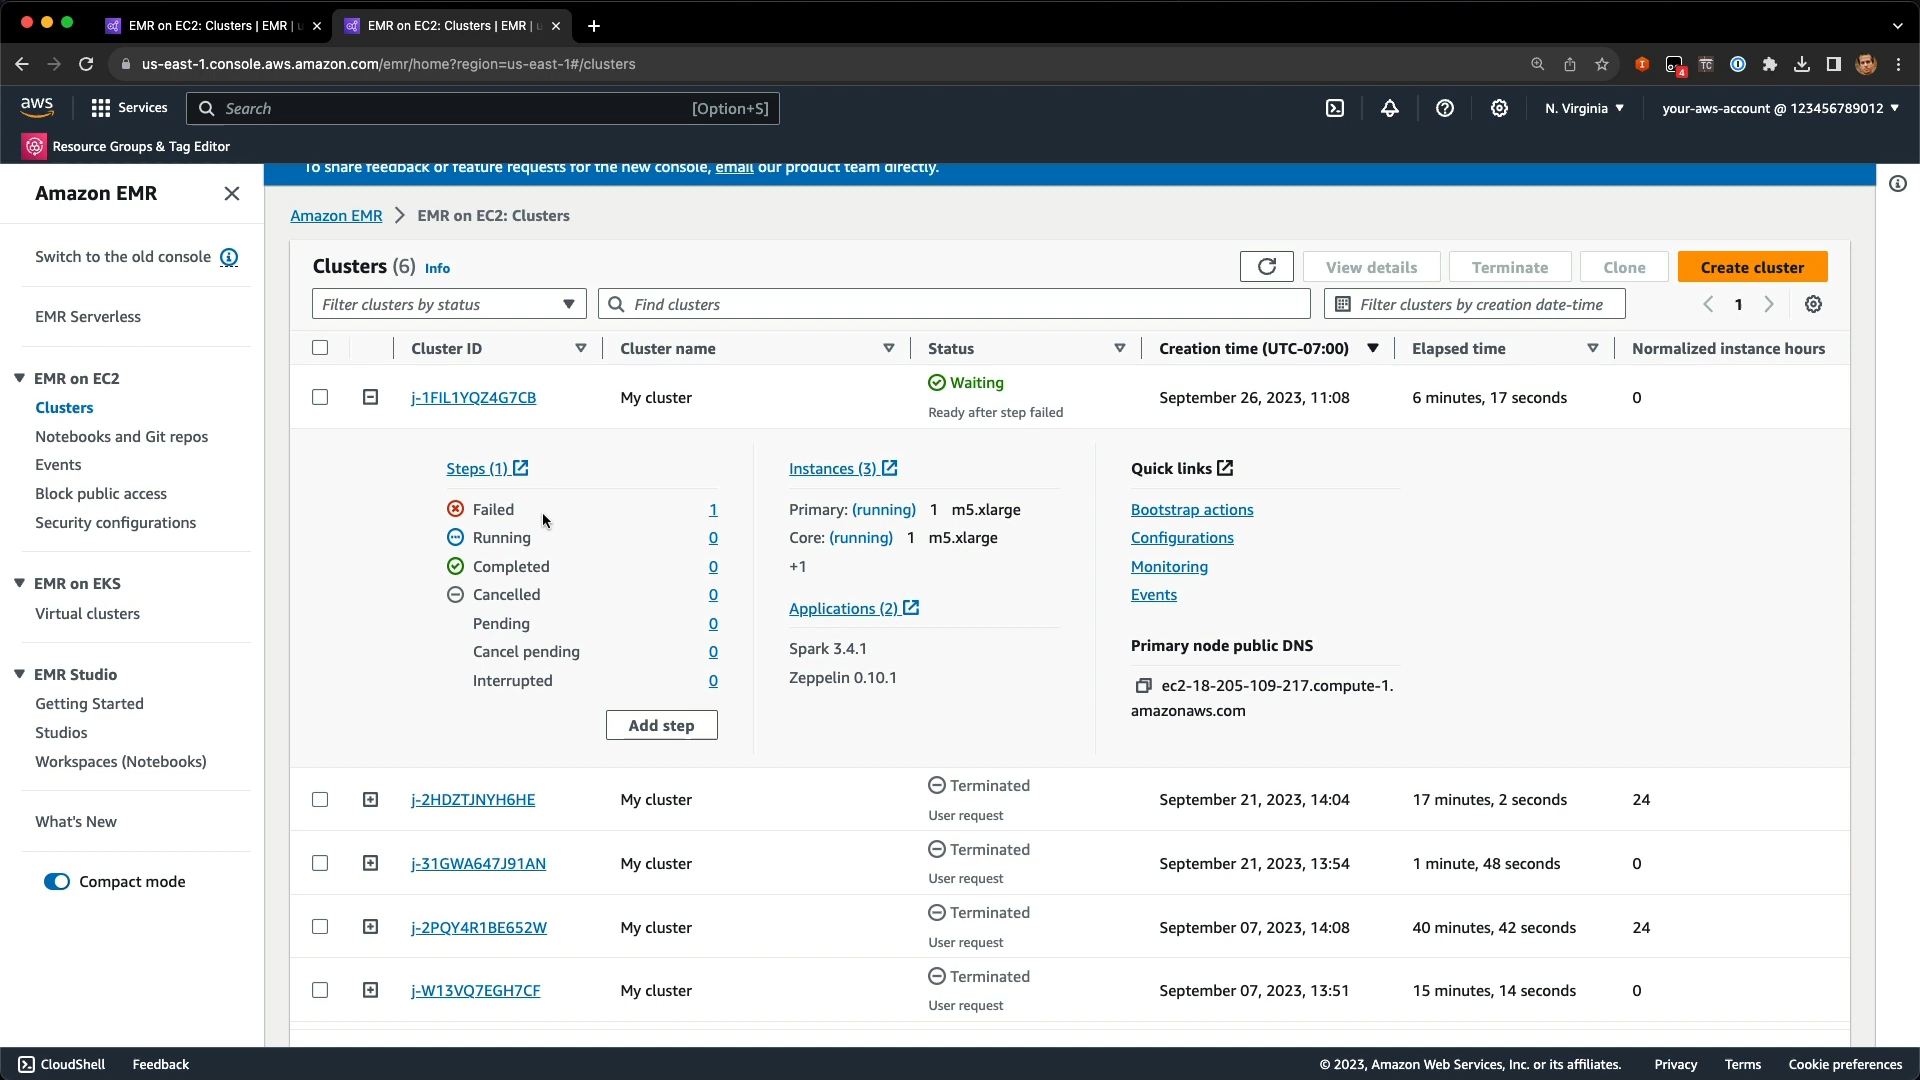 EMR on EC2: Clusters | EMR | u
EMR on EC2: Clusters | EMR | u
us-east-1.console.aws.amazon.com/emr/home?region=us-east-1#/clusters
4
TC
aws
Services
Search
[Option+S]
N. Virginia
your-aws-account @ 123456789012
Resource Groups & Tag Editor
Amazon EMR
Switch to the old console
EMR Serverless
EMR on EC2
Clusters
Notebooks and Git repos
Events
Block public access
Security configurations
EMR on EKS
Virtual clusters
EMR Studio
Getting Started
Studios
Workspaces (Notebooks)
What's New
Compact mode
To share feedback or feature requests for the new console, email our product team directly.
Amazon EMR > EMR on EC2: Clusters
Clusters (6) Info
View details
Terminate
Clone
Create cluster
Filter clusters by status
Find clusters
Filter clusters by creation date-time
1
Cluster ID
Cluster name
Status
Creation time (UTC-07:00)
Elapsed time
Normalized instance hours
j-1FIL1YQZ4G7CB
My cluster
Waiting
Ready after step failed
September 26, 2023, 11:08
6 minutes, 17 seconds
0
Steps (1)
Failed 1
Running 0
Completed 0
Cancelled 0
Pending 0
Cancel pending 0
Interrupted 0
Add step
Instances (3)
Primary: (running) 1 m5.xlarge
Core: (running) 1 m5.xlarge
+1
Applications (2)
Spark 3.4.1
Zeppelin 0.10.1
Quick links
Bootstrap actions
Configurations
Monitoring
Events
Primary node public DNS
ec2-18-205-109-217.compute-1.
amazonaws.com
j-2HDZTJNYH6HE
My cluster
Terminated
User request
September 21, 2023, 14:04
17 minutes, 2 seconds
24
j-31GWA647J91AN
My cluster
Terminated
User request
September 21, 2023, 13:54
1 minute, 48 seconds
0
j-2PQY4R1BE652W
My cluster
Terminated
User request
September 07, 2023, 14:08
40 minutes, 42 seconds
24
j-W13VQ7EGH7CF
My cluster
Terminated
User request
September 07, 2023, 13:51
15 minutes, 14 seconds
0
CloudShell
Feedback
© 2023, Amazon Web Services, Inc. or its affiliates.
Privacy
Terms
Cookie preferences